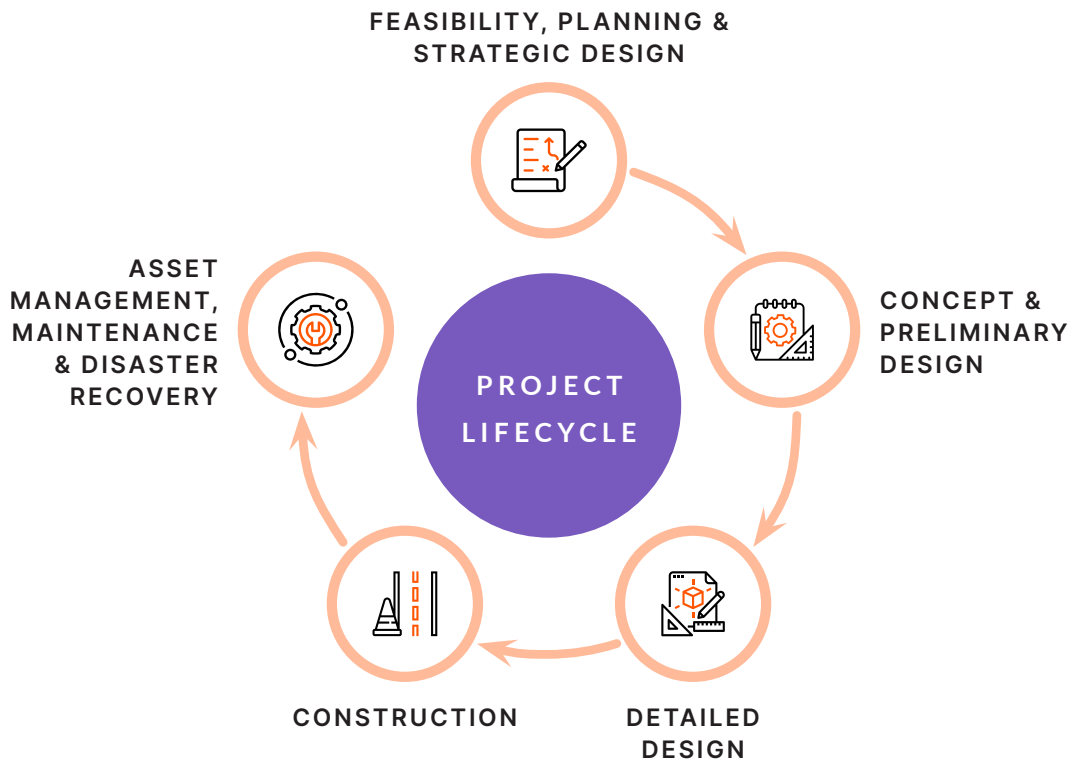 FEASIBILITY, PLANNING &
STRATEGIC DESIGN
CONCEPT &
PRELIMINARY
DESIGN
DETAILED
DESIGN
CONSTRUCTION
ASSET
MANAGEMENT,
MAINTENANCE
& DISASTER
RECOVERY
PROJECT
LIFECYCLE